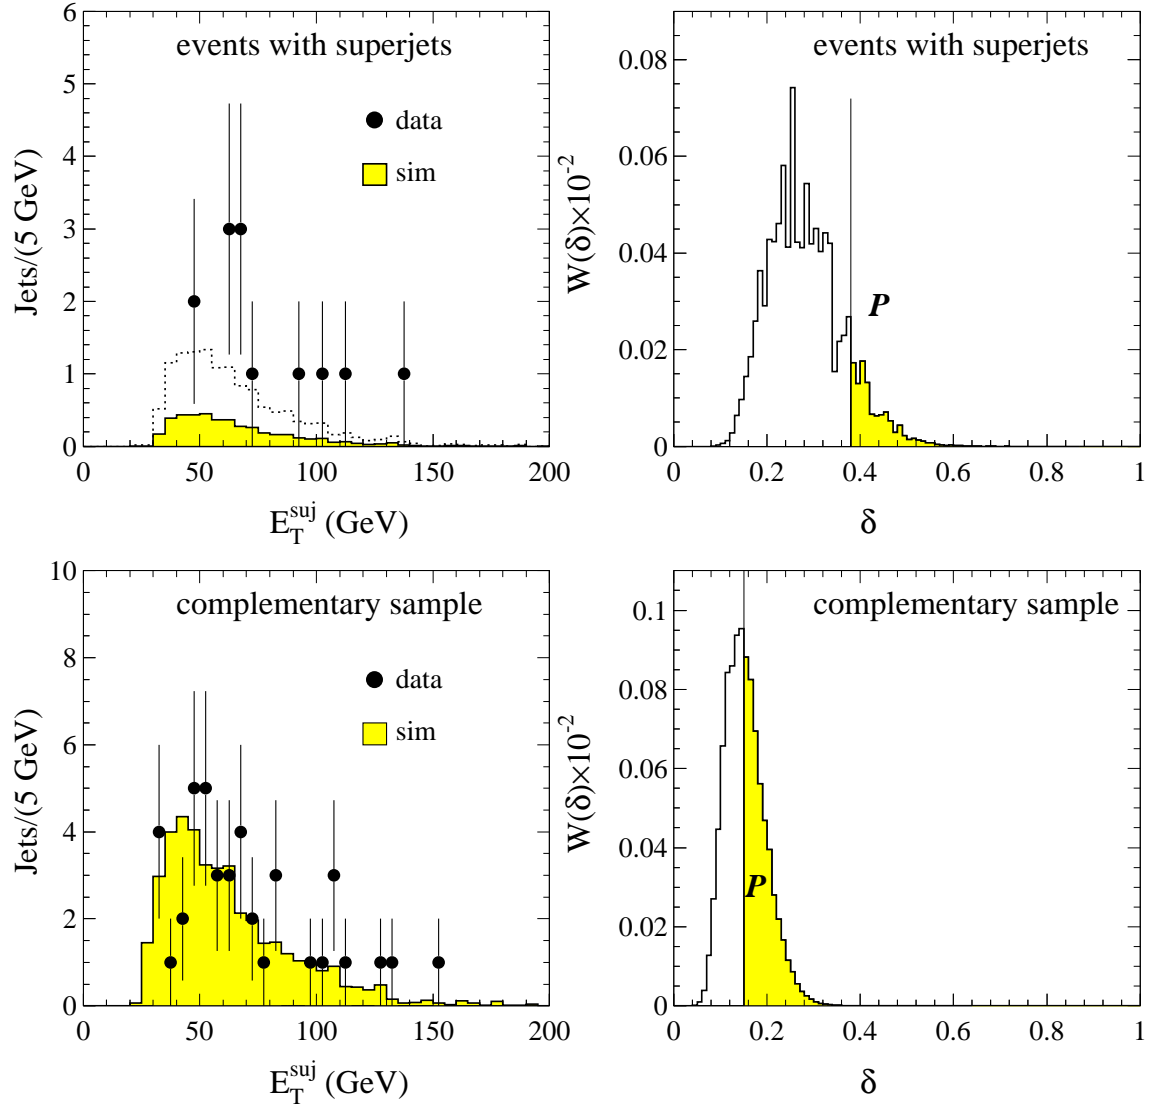 events with superjets
data
sim
Jets/(5 GeV)
6
5
4
3
2
1
0
0 50 100 150 200
E_T^suj (GeV)
events with superjets
W(δ)×10^-2
0.08
0.06
0.04
0.02
0
P
0 0.2 0.4 0.6 0.8 1
δ
complementary sample
data
sim
Jets/(5 GeV)
10
8
6
4
2
0
0 50 100 150 200
E_T^suj (GeV)
complementary sample
W(δ)×10^-2
0.1
0.08
0.06
0.04
0.02
0
P
0 0.2 0.4 0.6 0.8 1
δ